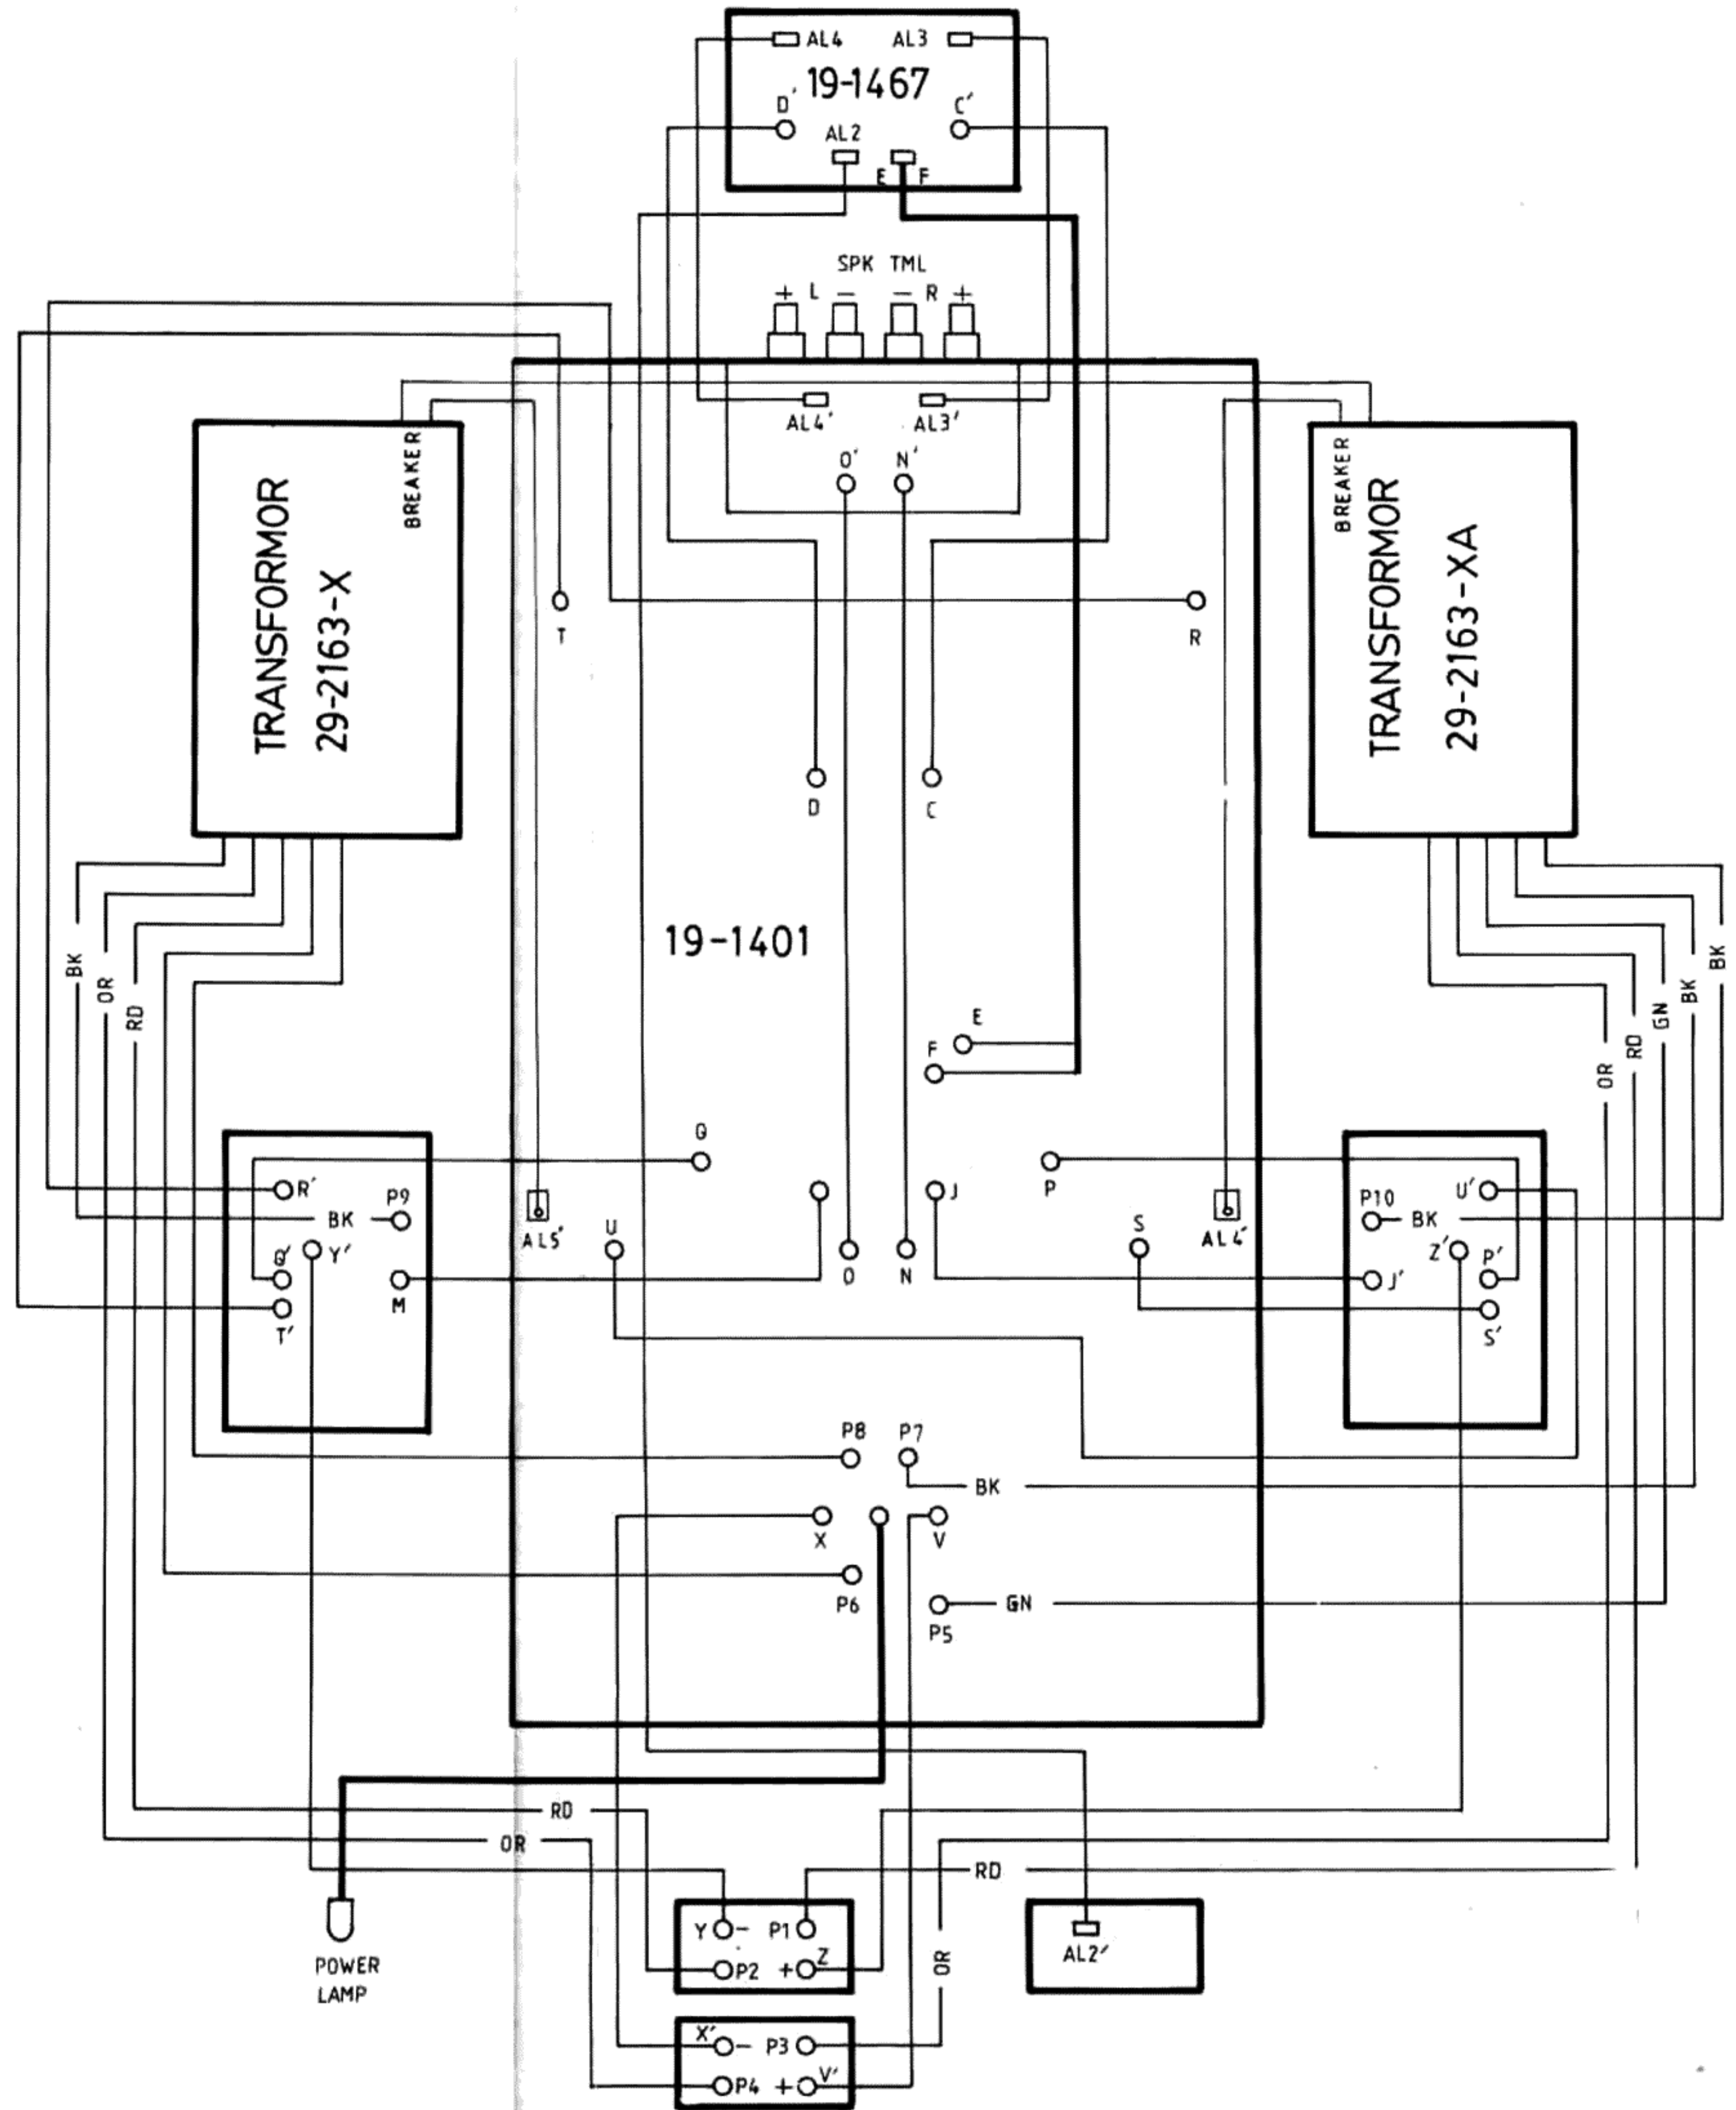 AL4 AL3
19-1467
D' C'
AL2
E F
SPK TML
+ L − − R +
AL4' AL3'
O' N'
BREAKER
TRANSFORMOR
29-2163-X
BREAKER
TRANSFORMOR
29-2163-XA
T R
D C
19-1401
BK
OR
RD
BK
BK
GN
RD
OR
E
F
Q
R' P9
BK
Q' Y'
M
T'
AL5'
U
O N
J P
S
AL4'
P10 U'
BK
Z' P'
J'
S'
P8 P7
BK
X V
P6
GN
P5
RD
OR
RD
Y − P1
P2 + Z
OR
AL2'
POWER
LAMP
X' − P3
P4 + V'